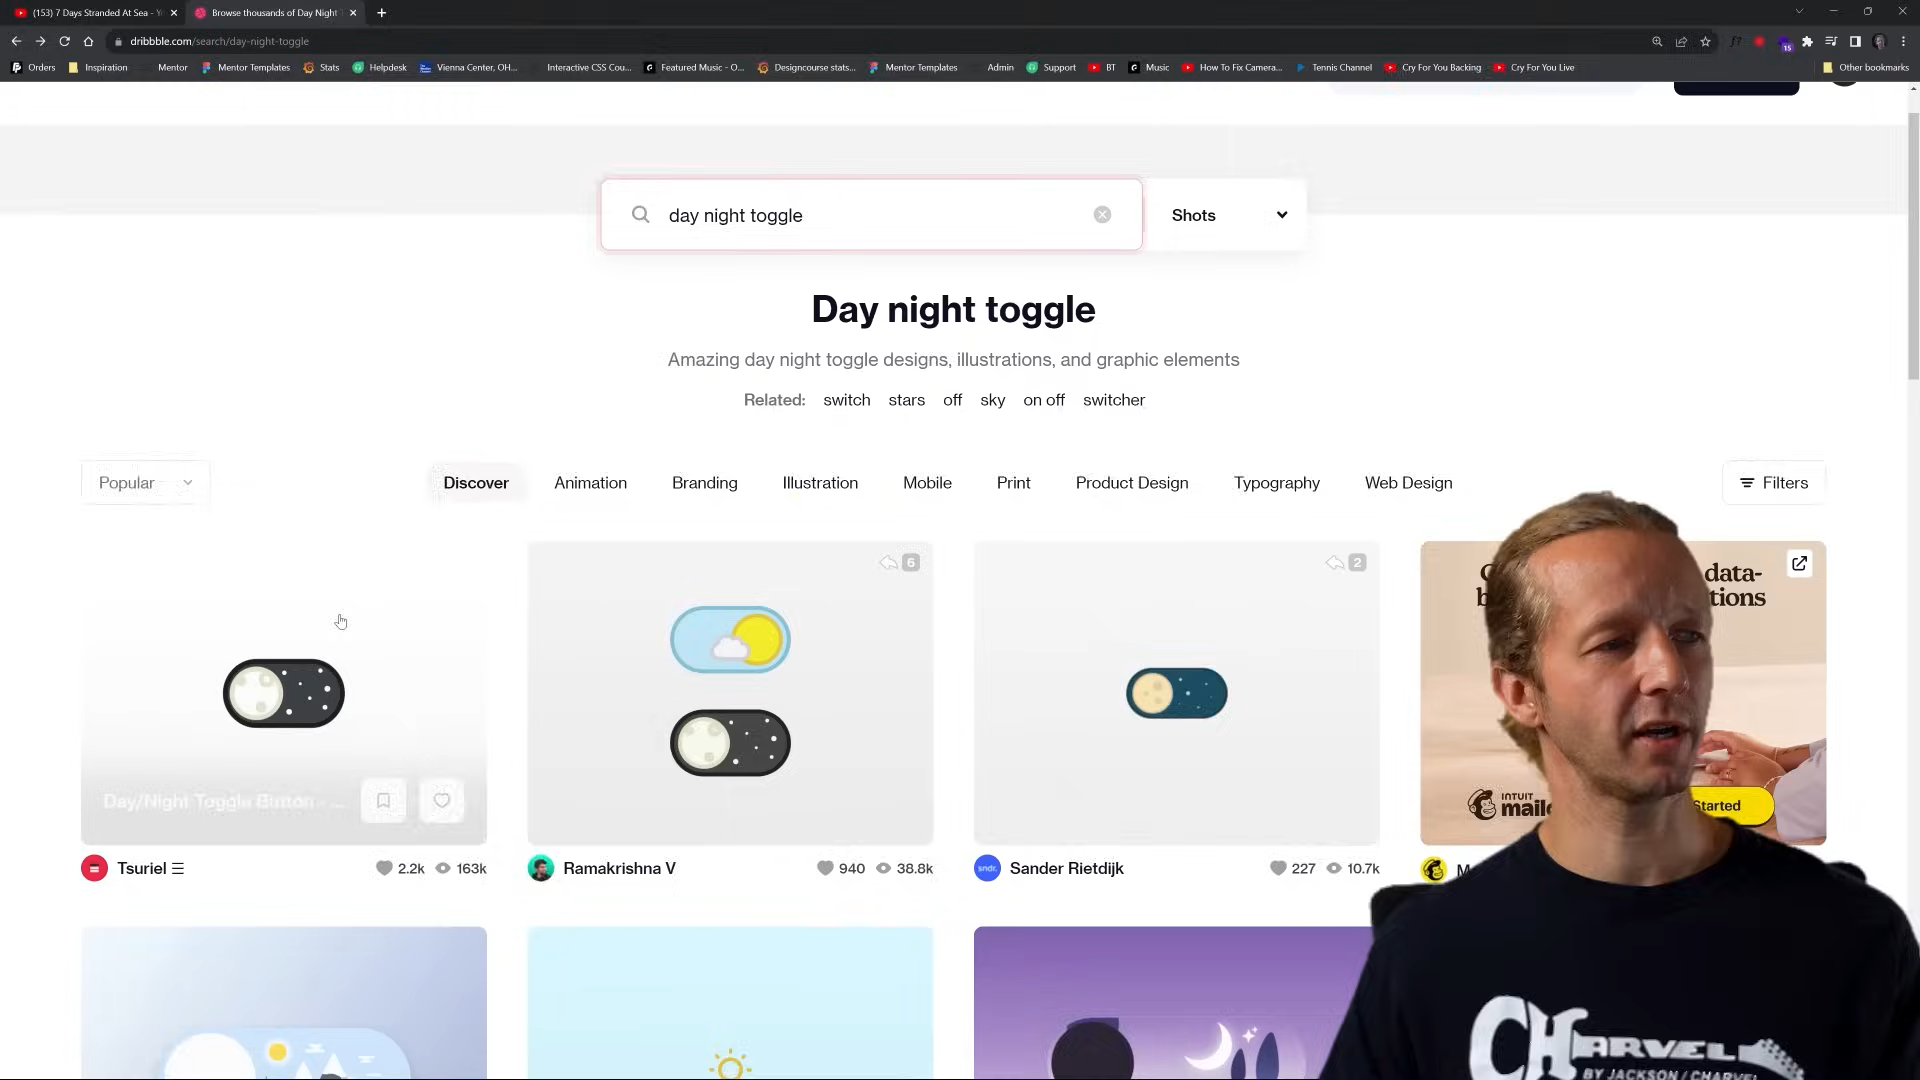 (153) 7 Days Stranded At Sea - Yo
Browse thousands of Day Night T
dribbble.com/search/day-night-toggle
15
Orders
Inspiration
Mentor
Mentor Templates
Stats
Helpdesk
Vienna Center, OH...
Interactive CSS Cou...
Featured Music - O...
Designcourse stats...
Mentor Templates
Admin
Support
BT
Music
How To Fix Camera...
Tennis Channel
Cry For You Backing
Cry For You Live
Other bookmarks
day night toggle
Shots
Day night toggle
Amazing day night toggle designs, illustrations, and graphic elements
Related: switch stars off sky on off switcher
Popular
Discover
Animation
Branding
Illustration
Mobile
Print
Product Design
Typography
Web Design
Filters
6
2
data-
tions
Day/Night Toggle Button - ...
INTUIT
mailc
Started
Tsuriel ☰
2.2k
163k
Ramakrishna V
940
38.8k
sndr.
Sander Rietdijk
227
10.7k
M
CHARVEL
BY JACKSON / CHARVEL